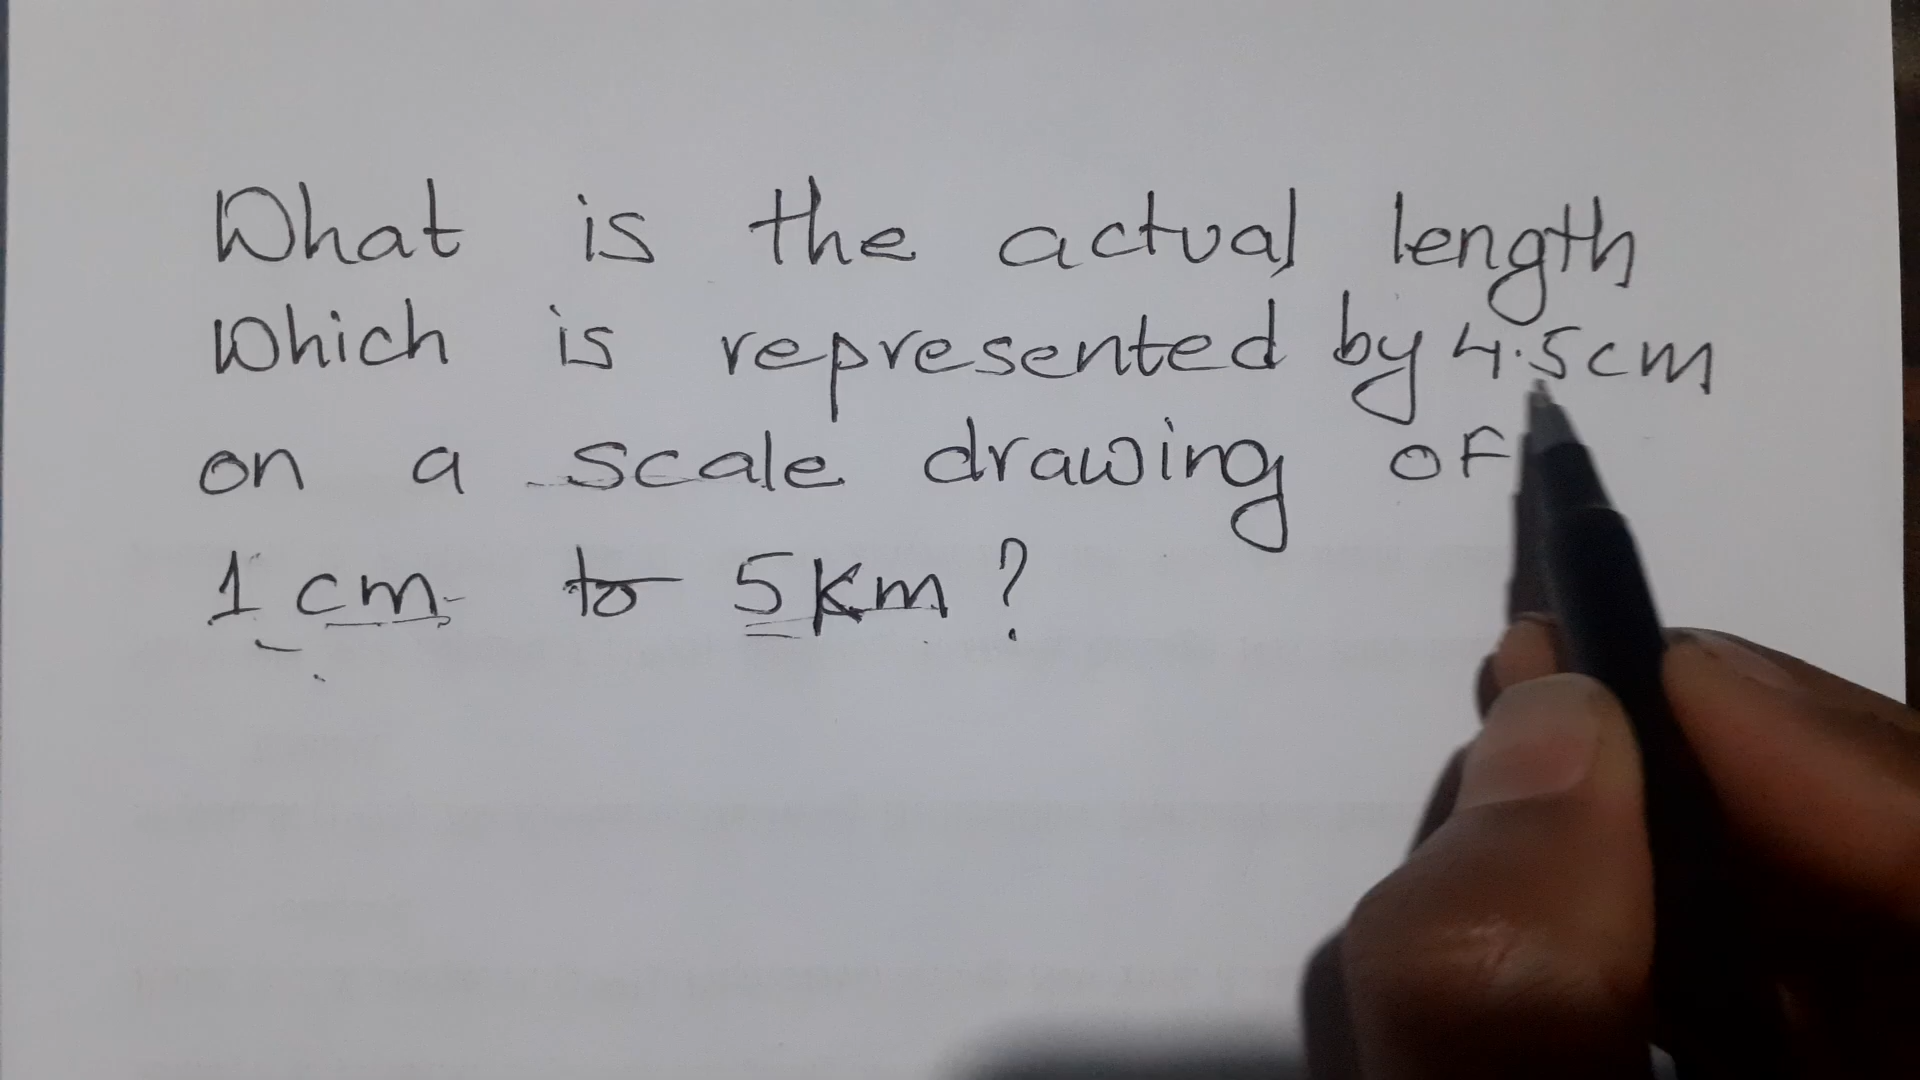 What is the actual length
Which is represented by 4.5cm
on a scale drawing of
1 cm to 5km ?